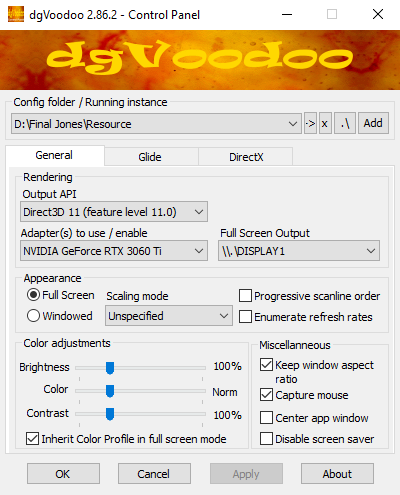 dgVoodoo 2.86.2 - Control Panel
dgVoodoo
Config folder / Running instance
D:\Final Jones\Resource -> x .\ Add
General Glide DirectX
Rendering
Output API
Direct3D 11 (feature level 11.0)
Adapter(s) to use / enable Full Screen Output
NVIDIA GeForce RTX 3060 Ti \\.\DISPLAY1
Appearance
Full Screen Scaling mode Progressive scanline order
Windowed Unspecified Enumerate refresh rates
Color adjustments
Brightness 100%
Color Norm
Contrast 100%
Inherit Color Profile in full screen mode
Miscellaneous
Keep window aspect
ratio
Capture mouse
Center app window
Disable screen saver
OK Cancel Apply About